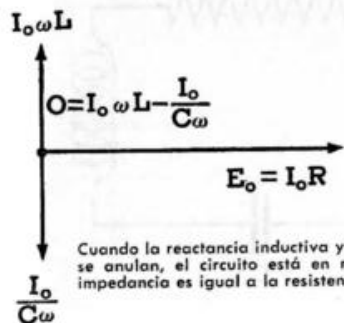 I₀ωL
O=I₀ωL-I₀/Cω
E₀ = I₀R
Cuando la reactancia inductiva y
se anulan, el circuito está en
impedancia es igual a la
I₀/Cω